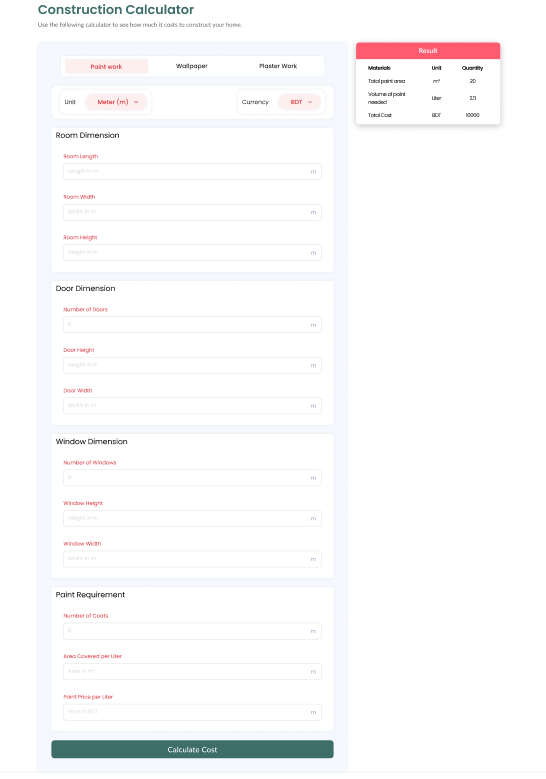 Construction Calculator
Use the following calculator to see how much it costs to construct your home.
Paint work
Wallpaper
Plaster Work
Unit
Meter (m)
Currency
BDT
Room Dimension
Room Length
Length in m
m
Room Width
Width in m
m
Room Height
Height in m
m
Door Dimension
Number of Doors
m
Door Height
Height in m
m
Door Width
Width in m
m
Window Dimension
Number of Windows
m
Window Height
Height in m
m
Window Width
Width in m
m
Paint Requirement
Number of Coats
m
Area Covered per Liter
Area in m²
m
Paint Price per Liter
Price in BDT
m
Calculate Cost
Result
Materials Unit Quantity
Total paint area m² 20
Volume of paint
needed Liter
Total Cost BDT 10000